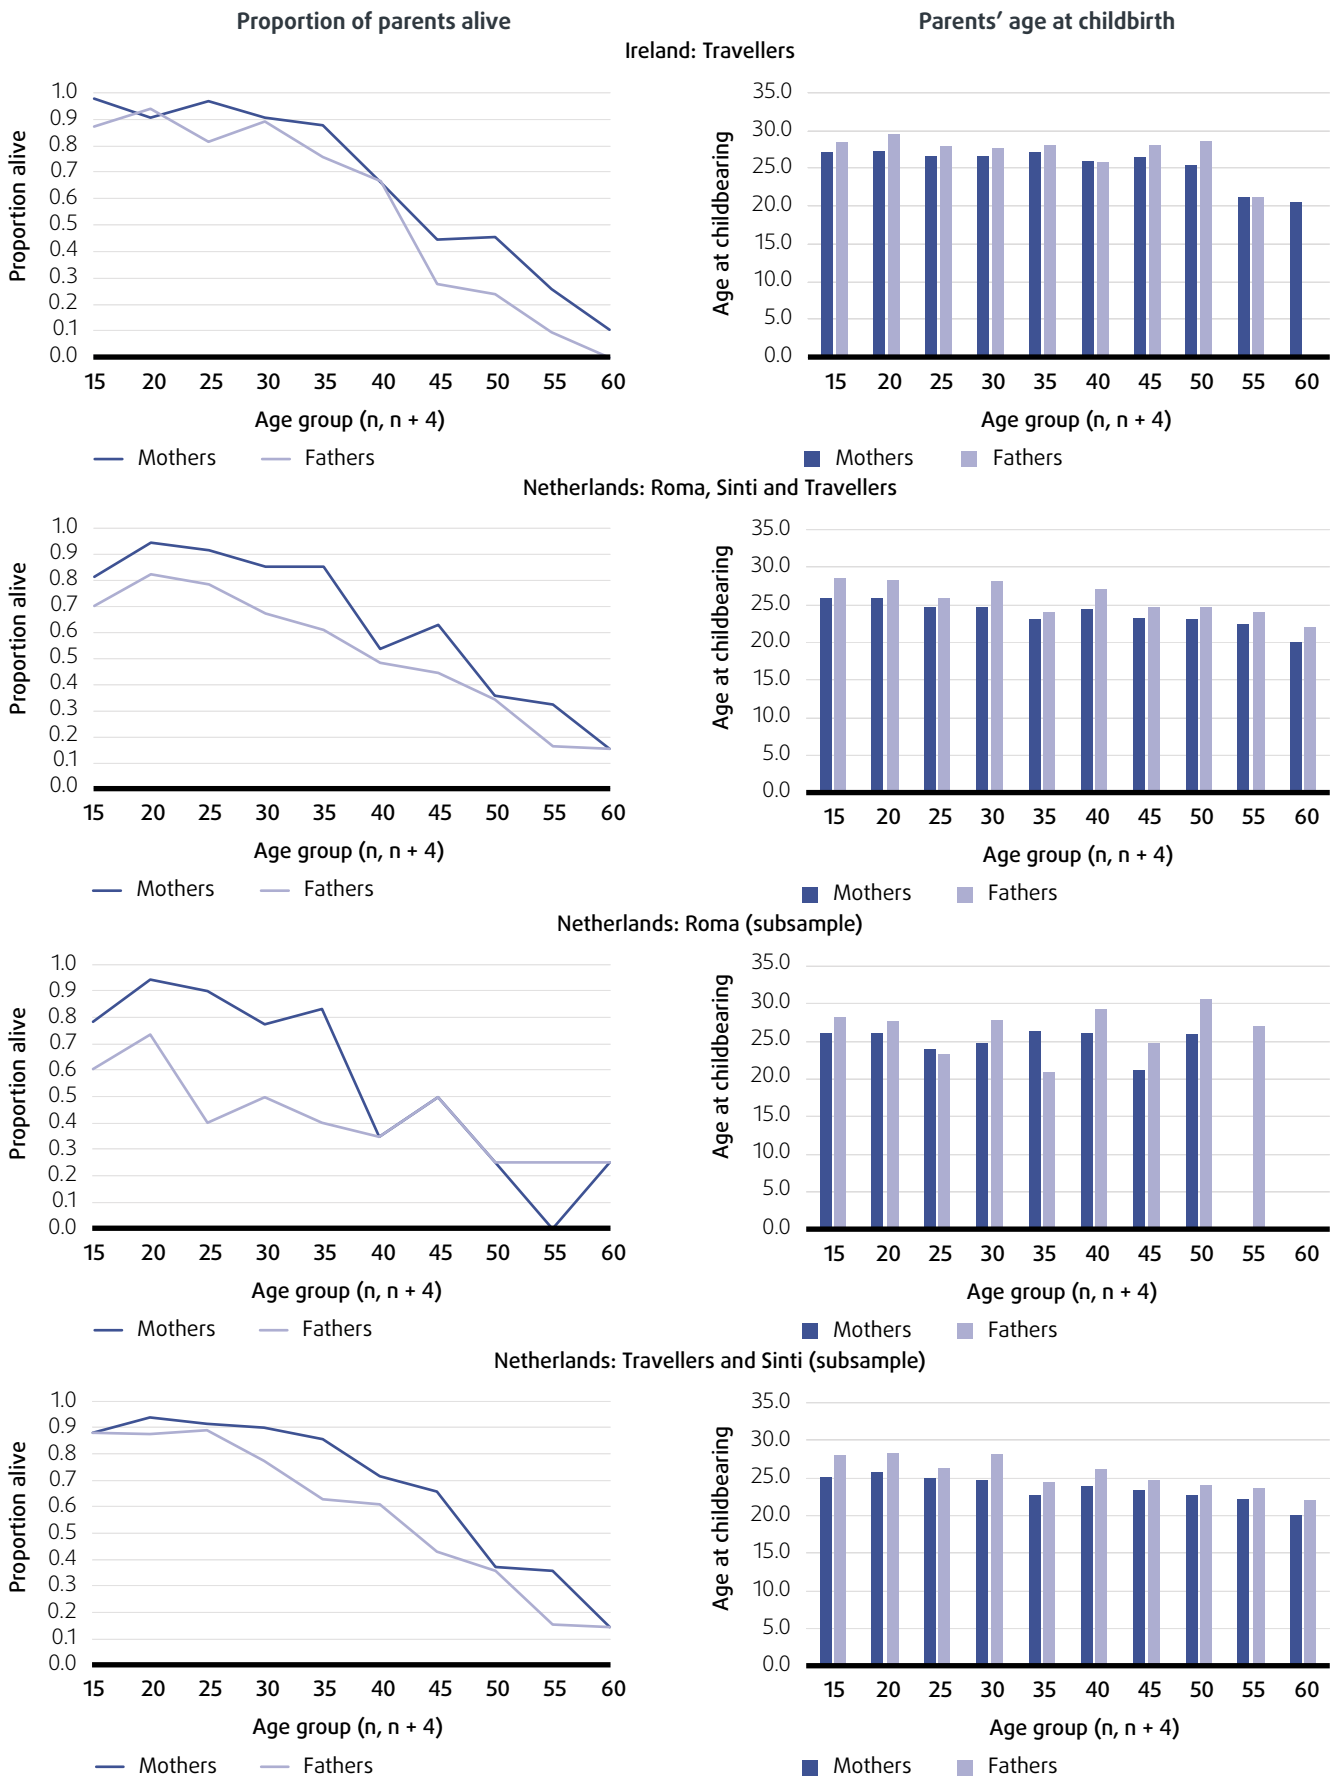 Proportion of parents alive
Parents’ age at childbirth
Ireland: Travellers
Proportion alive
1.0
0.9
0.8
0.7
0.6
0.5
0.4
0.3
0.2
0.1
0.0
15 20 25 30 35 40 45 50 55 60
Age group (n, n + 4)
Mothers Fathers
Age at childbearing
35.0
30.0
25.0
20.0
15.0
10.0
5.0
0.0
15 20 25 30 35 40 45 50 55 60
Age group (n, n + 4)
Mothers Fathers
Netherlands: Roma, Sinti and Travellers
Proportion alive
1.0
0.9
0.8
0.7
0.6
0.5
0.4
0.3
0.2
0.1
0.0
15 20 25 30 35 40 45 50 55 60
Age group (n, n + 4)
Mothers Fathers
Age at childbearing
35.0
30.0
25.0
20.0
15.0
10.0
5.0
0.0
15 20 25 30 35 40 45 50 55 60
Age group (n, n + 4)
Mothers Fathers
Netherlands: Roma (subsample)
Proportion alive
1.0
0.9
0.8
0.7
0.6
0.5
0.4
0.3
0.2
0.1
0.0
15 20 25 30 35 40 45 50 55 60
Age group (n, n + 4)
Mothers Fathers
Age at childbearing
35.0
30.0
25.0
20.0
15.0
10.0
5.0
0.0
15 20 25 30 35 40 45 50 55 60
Age group (n, n + 4)
Mothers Fathers
Netherlands: Travellers and Sinti (subsample)
Proportion alive
1.0
0.9
0.8
0.7
0.6
0.5
0.4
0.3
0.2
0.1
0.0
15 20 25 30 35 40 45 50 55 60
Age group (n, n + 4)
Mothers Fathers
Age at childbearing
35.0
30.0
25.0
20.0
15.0
10.0
5.0
0.0
15 20 25 30 35 40 45 50 55 60
Age group (n, n + 4)
Mothers Fathers